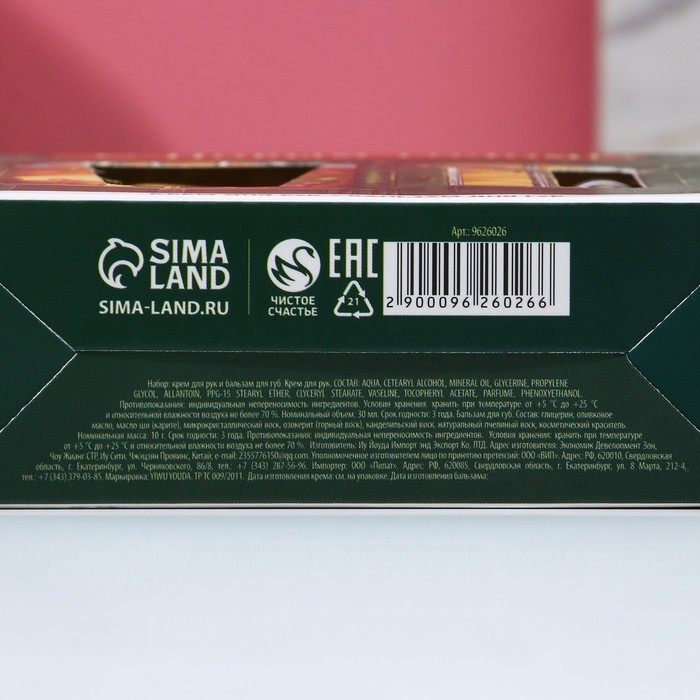 Арт.: 9626026
SIMA
LAND
SIMA-LAND.RU
ЧИСТОЕ
СЧАСТЬЕ
EAC
21
2 900096 260266
Набор: крем для рук и бальзам для губ. Крем для рук. СОСТАВ: AQUA, CETEARYL ALCOHOL, MINERAL OIL, GLYCERINE, PROPYLENE
GLYCOL, ALLANTOIN, PPG-15 STEARYL ETHER, GLYCERYL STEARATE, VASELINE, TOCOPHERYL ACETATE, PARFUME, PHENOXYETHANOL.
Противопоказания: индивидуальная непереносимость ингредиентов. Условия хранения: хранить при температуре от +5 °С до +25 °С
и относительной влажности воздуха не более 70 %. Номинальный объем: 30 мл. Срок годности: 3 года. Бальзам для губ. Состав: глицерин, оливковое
масло, масло ши (карите), микрокристаллический воск, озокерит (горный воск), канделильский воск, натуральный пчелиный воск, косметический краситель.
Номинальная масса: 10 г. Срок годности: 3 года. Противопоказания: индивидуальная непереносимость ингредиентов. Условия хранения: хранить при температуре
от +5 °С до +25 °С и относительной влажности воздуха не более 70 %. Изготовитель: Иу Йоуда Импорт энд Экспорт Ко, ЛТД. Адрес изготовителя: Экономик Девелопмент Зон,
Чоу Жианг СТР, Иу Сити, Чжэцзян Провинс, Китай; e-mail: 2355776150@qq.com. Уполномоченное изготовителем лицо по принятию претензий: ООО «ВИП». Адрес: РФ, 620010, Свердловская
область, г. Екатеринбург, ул. Черняховского, 86/8, тел.: +7 (343) 287-56-96. Импортер: ООО «Пилат». Адрес: РФ, 620085, Свердловская область, г. Екатеринбург, ул. 8 Марта, 212-4,
тел. +7 (343) 379-03-85. Маркировка: YIWU YOUDA. ТР ТС 009/2011. Дата изготовления крема: см. на упаковке. Дата изготовления бальзама: